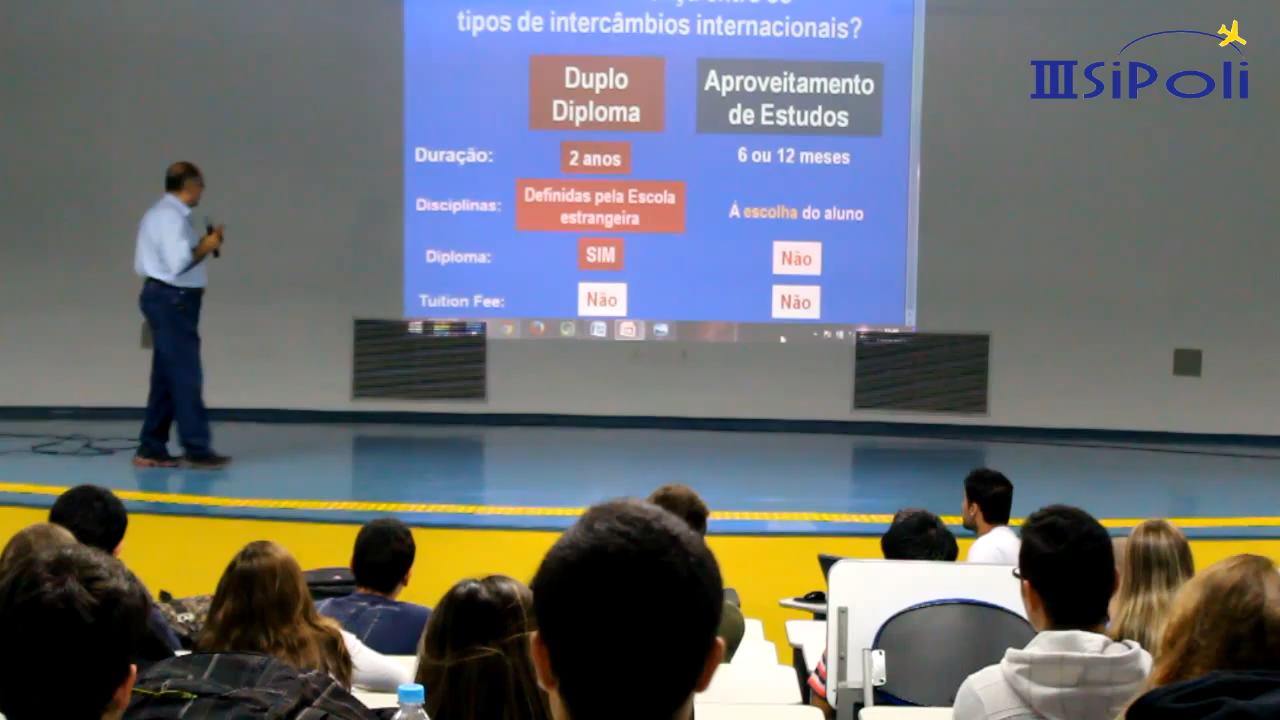 tipos de intercâmbios internacionais?
IIISiPoli
Duplo
Diploma
Aproveitamento
de Estudos
Duração:
2 anos
6 ou 12 meses
Disciplinas:
Definidas pela Escola
estrangeira
Á escolha do aluno
Diploma:
SIM
Não
Tuition Fee:
Não
Não